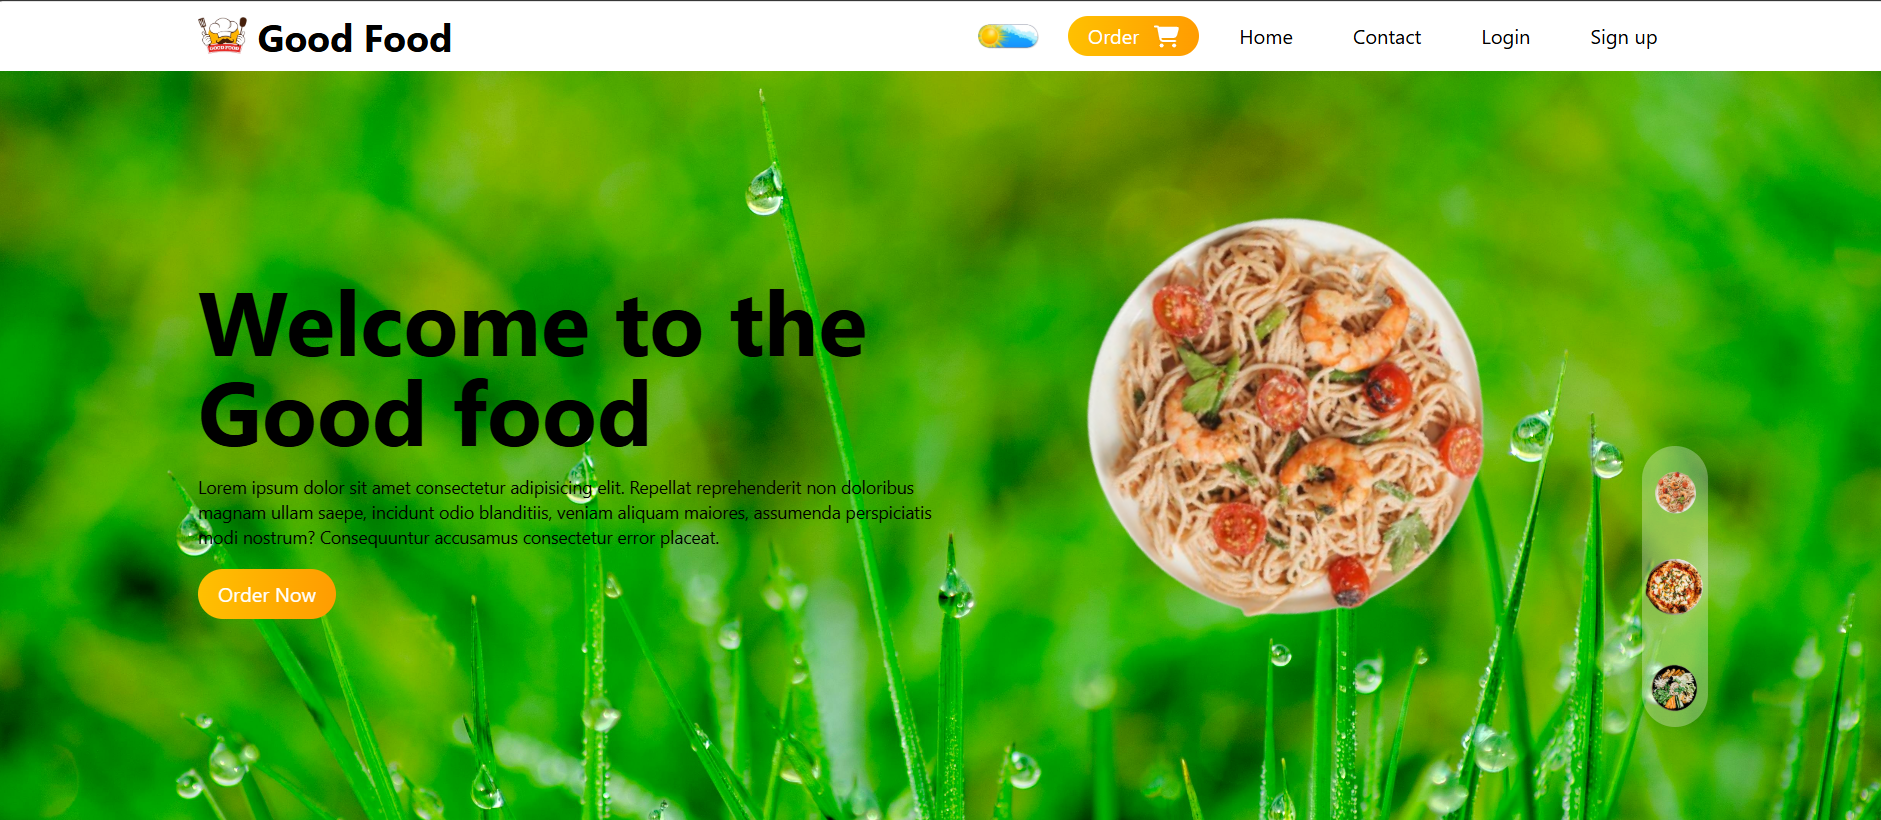 GOOD FOOD
Good Food
Order
Home
Contact
Login
Sign up
Welcome to the
Good food
Lorem ipsum dolor sit amet consectetur adipisicing elit. Repellat reprehenderit non doloribus
magnam ullam saepe, incidunt odio blanditiis, veniam aliquam maiores, assumenda perspiciatis
modi nostrum? Consequuntur accusamus consectetur error placeat.
Order Now